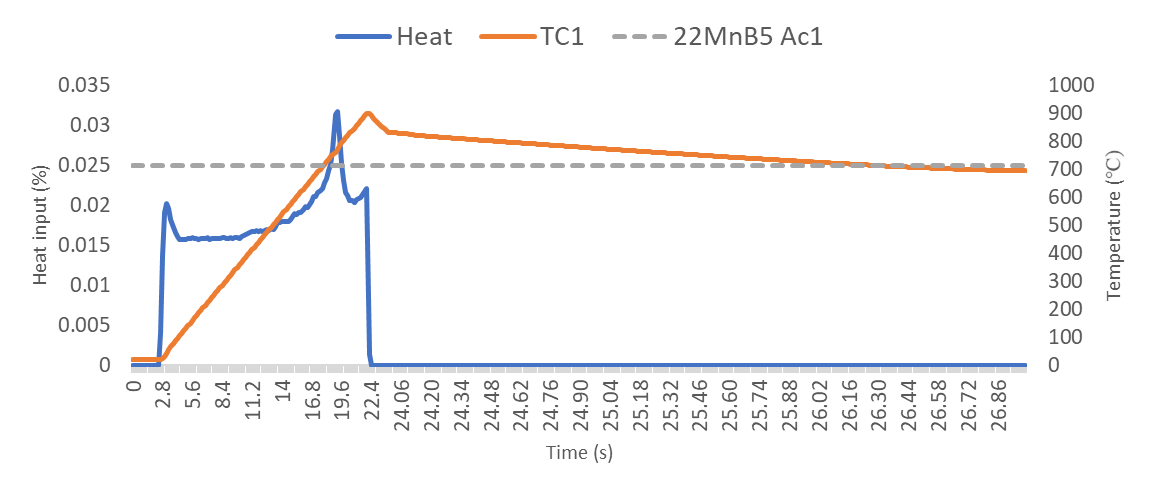 Heat TC1 22MnB5 Ac1
0.035 1000
0.03 900
0.025 800
0.02 700
0.015 600
0.01 500
0.005 400
0 300
200
100
0
Heat input (%)
Temperature (℃)
0 2.8 5.6 8.4 11.2 14 16.8 19.6 22.4 24.06 24.20 24.34 24.48 24.62 24.76 24.90 25.04 25.18 25.32 25.46 25.60 25.74 25.88 26.02 26.16 26.30 26.44 26.58 26.72 26.86
Time (s)